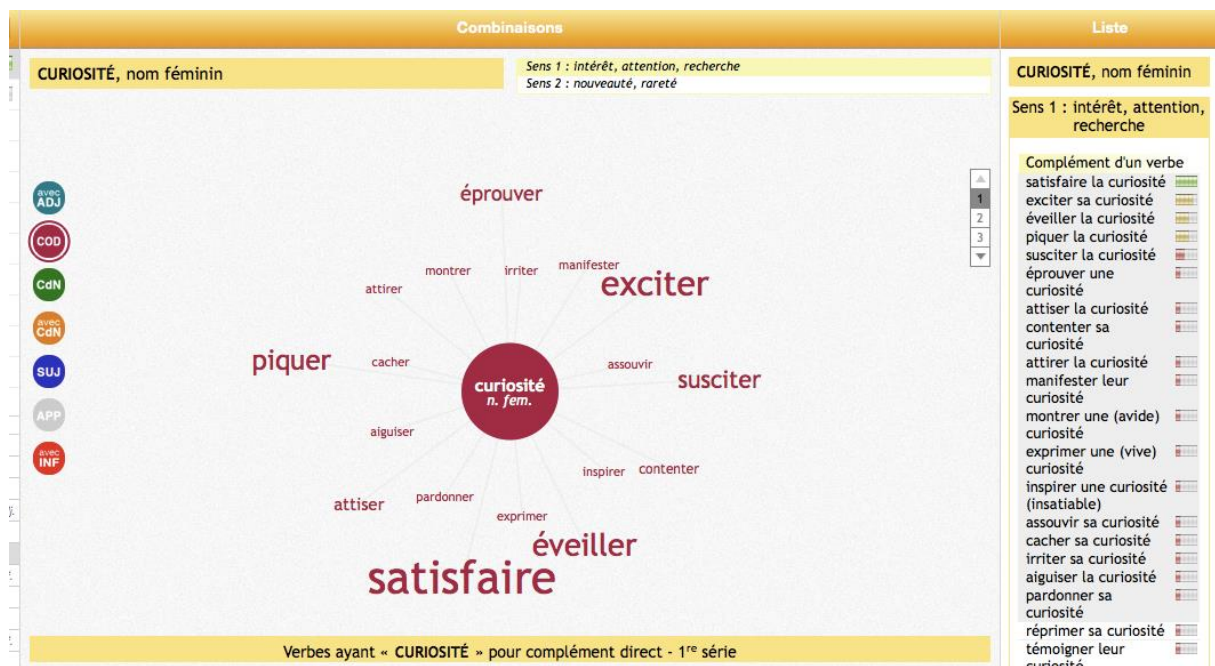 Combinaisons
Liste
CURIOSITÉ, nom féminin
Sens 1 : intérêt, attention, recherche
Sens 2 : nouveauté, rareté
avec
ADJ
COD
CdN
avec
CdN
SUJ
APP
avec
INF
éprouver
montrer
irriter
manifester
exciter
attirer
piquer
cacher
assouvir
susciter
curiosité
n. fem.
aiguiser
inspirer
contenter
attiser
pardonner
exprimer
éveiller
satisfaire
1
2
3
Verbes ayant « CURIOSITÉ » pour complément direct - 1re série
CURIOSITÉ, nom féminin
Sens 1 : intérêt, attention,
recherche
Complément d'un verbe
satisfaire la curiosité
exciter sa curiosité
éveiller la curiosité
piquer la curiosité
susciter la curiosité
éprouver une
curiosité
attiser la curiosité
contenter sa
curiosité
attirer la curiosité
manifester leur
curiosité
montrer une (avide)
curiosité
exprimer une (vive)
curiosité
inspirer une curiosité
(insatiable)
assouvir sa curiosité
cacher sa curiosité
irriter sa curiosité
aiguiser la curiosité
pardonner sa
curiosité
réprimer sa curiosité
témoigner leur
curiosité